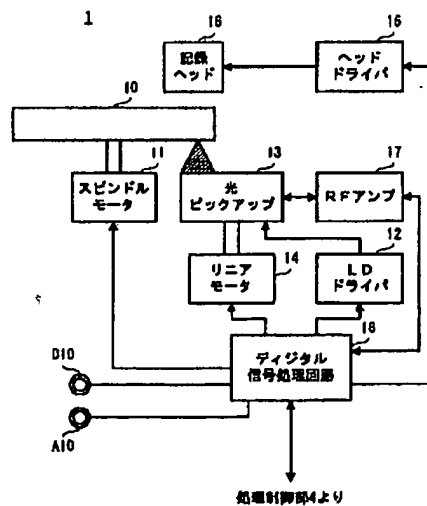 1
16
記録
ヘッド
15
ヘッド
ドライバ
10
11
スピンドル
モータ
13
光
ピックアップ
17
RFアンプ
14
リニア
モータ
12
LD
ドライバ
18
ディジタル
信号処理回路
D10
A10
処理制御部4より